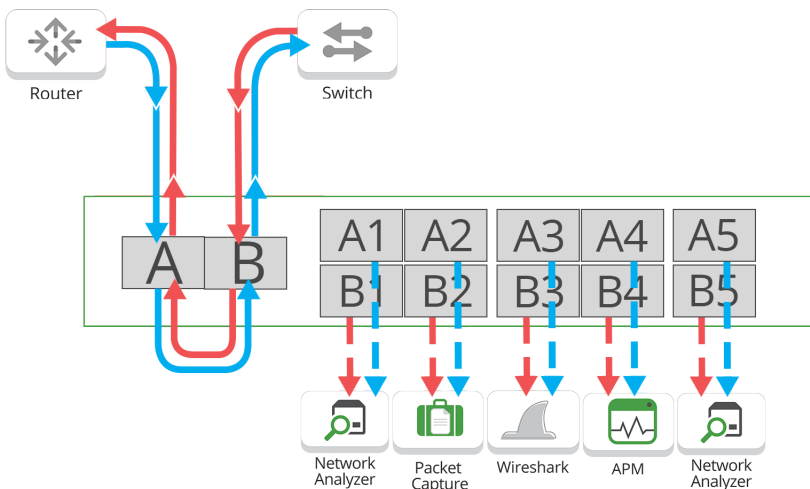 Router
Switch
A B
A1 A2 A3 A4 A5
B1 B2 B3 B4 B5
Network
Analyzer
Packet
Capture
Wireshark
APM
Network
Analyzer